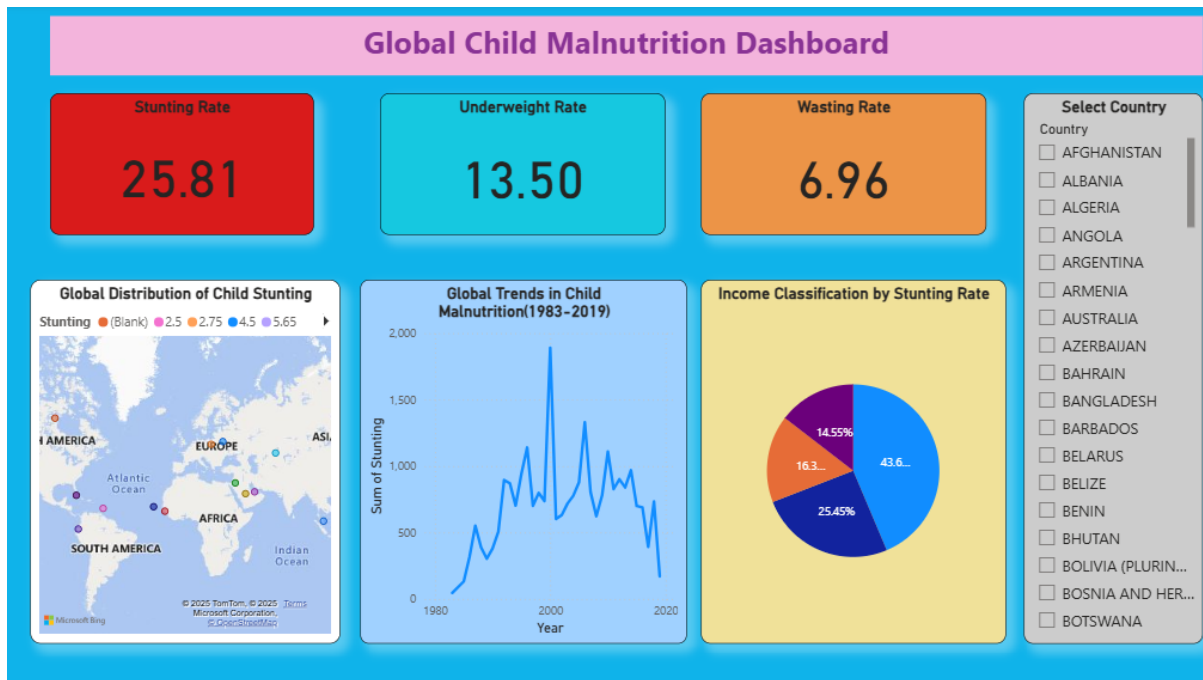 Global Child Malnutrition Dashboard
Stunting Rate
25.81
Underweight Rate
13.50
Wasting Rate
6.96
Select Country
Country
AFGHANISTAN
ALBANIA
ALGERIA
ANGOLA
ARGENTINA
ARMENIA
AUSTRALIA
AZERBAIJAN
BAHRAIN
BANGLADESH
BARBADOS
BELARUS
BELIZE
BENIN
BHUTAN
BOLIVIA (PLURIN...
BOSNIA AND HER...
BOTSWANA
Global Distribution of Child Stunting
Stunting (Blank) 2.5 2.75 4.5 5.65
H AMERICA
EUROPE
ASI
Atlantic
Ocean
AFRICA
SOUTH AMERICA
Indian
Ocean
© 2025 TomTom, © 2025 Terms
Microsoft Corporation,
© OpenStreetMap
Microsoft Bing
Global Trends in Child
Malnutrition(1983-2019)
2,000
1,500
1,000
500
0
Sum of Stunting
1980
2000
2020
Year
Income Classification by Stunting Rate
14.55%
16.3...
43.6...
25.45%